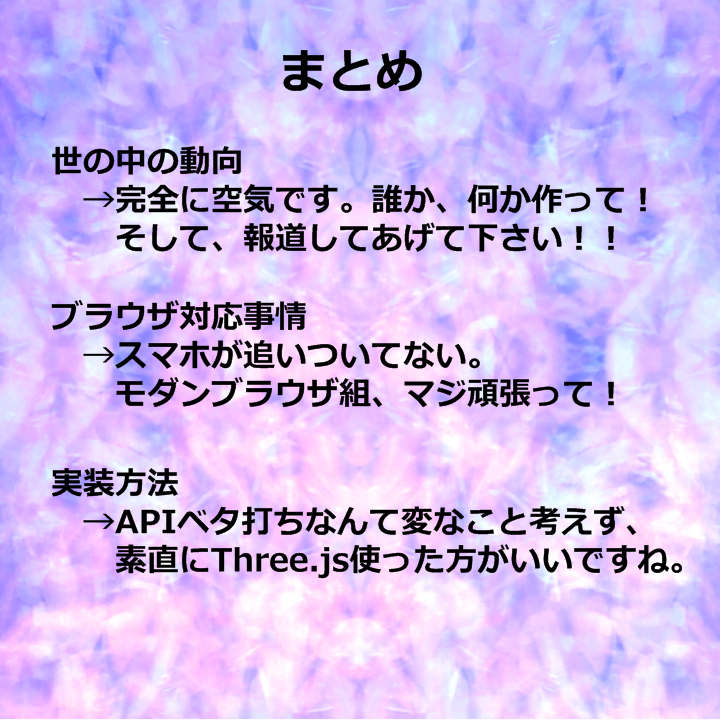 まとめ
世の中の動向
→完全に空気です。誰か、何か作って！
そして、報道してあげて下さい！！
ブラウザ対応事情
→スマホが追いついてない。
モダンブラウザ組、マジ頑張って！
実装方法
→APIベタ打ちなんて変なこと考えず、
素直にThree.js使った方がいいですね。